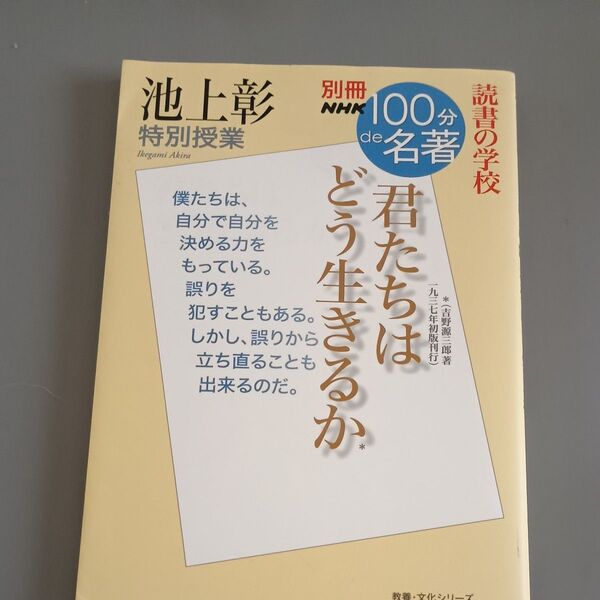 池上彰
特別授業
Ikegami Akira
別冊
NHK
100分
de
名著
読書の学校
君たちは
どう生きるか*
*(吉野源三郎著
一九三七年初版刊行)
僕たちは、
自分で自分を
決める力を
もっている。
誤りを
犯すこともある。
しかし、誤りから
立ち直ることも
出来るのだ。
教養・文化シリーズ